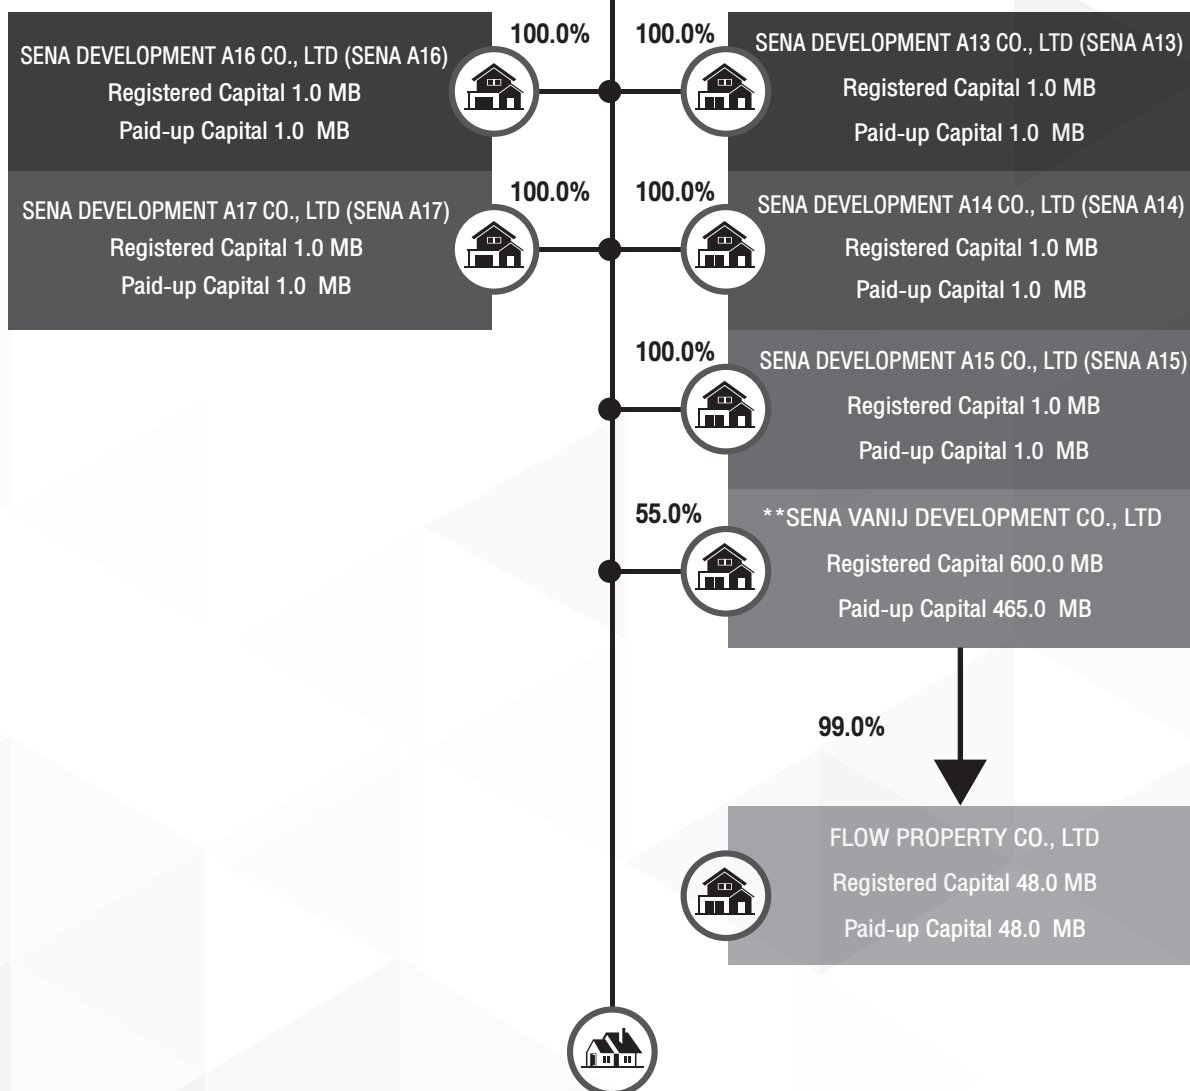 100.0%
SENA DEVELOPMENT A16 CO., LTD (SENA A16)
Registered Capital 1.0 MB
Paid-up Capital 1.0 MB
100.0%
SENA DEVELOPMENT A13 CO., LTD (SENA A13)
Registered Capital 1.0 MB
Paid-up Capital 1.0 MB
100.0%
SENA DEVELOPMENT A17 CO., LTD (SENA A17)
Registered Capital 1.0 MB
Paid-up Capital 1.0 MB
100.0%
SENA DEVELOPMENT A14 CO., LTD (SENA A14)
Registered Capital 1.0 MB
Paid-up Capital 1.0 MB
100.0%
SENA DEVELOPMENT A15 CO., LTD (SENA A15)
Registered Capital 1.0 MB
Paid-up Capital 1.0 MB
55.0%
**SENA VANIJ DEVELOPMENT CO., LTD
Registered Capital 600.0 MB
Paid-up Capital 465.0 MB
99.0%
FLOW PROPERTY CO., LTD
Registered Capital 48.0 MB
Paid-up Capital 48.0 MB